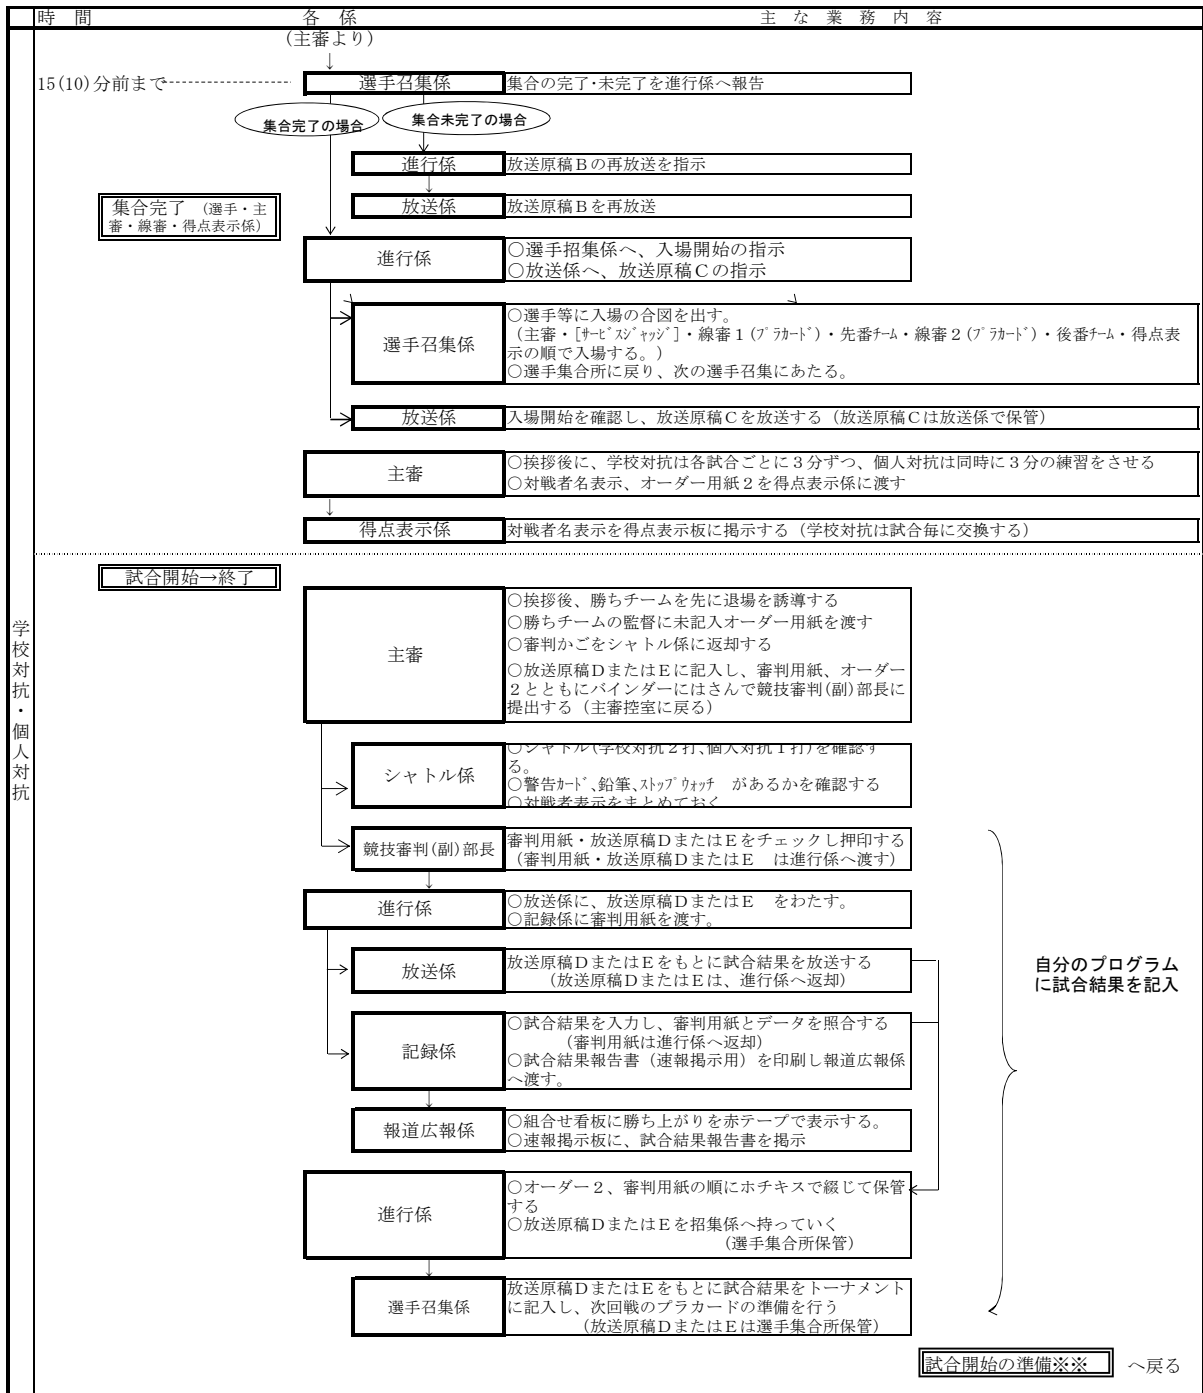 時　間　各　係　主　な　業　務　内　容
(主審より)
↓
15(10)分前まで
選手召集係　集合の完了･未完了を進行係へ報告
集合完了の場合　集合未完了の場合
進行係　放送原稿Ｂの再放送を指示
↓
放送係　放送原稿Ｂを再放送
集合完了　（選手・主
審・線審・得点表示係）
進行係
○選手招集係へ、入場開始の指示
○放送係へ、放送原稿Ｃの指示
選手召集係
○選手等に入場の合図を出す。
（主審・[ｻｰﾋﾞｽｼﾞｬｯｼﾞ]・線審１(ﾌﾟﾗｶｰﾄﾞ)・先番ﾁｰﾑ・線審２(ﾌﾟﾗｶｰﾄﾞ)・後番ﾁｰﾑ・得点表
示の順で入場する。）
○選手集合所に戻り、次の選手召集にあたる。
放送係　入場開始を確認し、放送原稿Ｃを放送する（放送原稿Ｃは放送係で保管）
主審
○挨拶後に、学校対抗は各試合ごとに３分ずつ、個人対抗は同時に３分の練習をさせる
○対戦者名表示、オーダー用紙２を得点表示係に渡す
↓
得点表示係　対戦者名表示を得点表示板に掲示する（学校対抗は試合毎に交換する）
学校対抗・個人対抗
試合開始→終了
主審
○挨拶後、勝ちチームを先に退場を誘導する
○勝ちチームの監督に未記入オーダー用紙を渡す
○審判かごをシャトル係に返却する
○放送原稿ＤまたはＥに記入し、審判用紙、オーダー
２とともにバインダーにはさんで競技審判(副)部長に
提出する（主審控室に戻る）
シャトル係
○シャトル(学校対抗２打､個人対抗１打)を確認す
る。
○警告ｶｰﾄﾞ､鉛筆､ｽﾄｯﾌﾟｳｫｯﾁ　があるかを確認する
○対戦者表示をまとめておく
競技審判(副)部長
審判用紙・放送原稿ＤまたはＥをチェックし押印する
（審判用紙・放送原稿ＤまたはＥ　は進行係へ渡す）
↓
進行係
○放送係に、放送原稿ＤまたはＥ　をわたす。
○記録係に審判用紙を渡す。
放送係
放送原稿ＤまたはＥをもとに試合結果を放送する
（放送原稿ＤまたはＥは、進行係へ返却）
自分のプログラム
に試合結果を記入
記録係
○試合結果を入力し、審判用紙とデータを照合する
（審判用紙は進行係へ返却）
○試合結果報告書（速報掲示用）を印刷し報道広報係
へ渡す。
↓
報道広報係
○組合せ看板に勝ち上がりを赤テープで表示する。
○速報掲示板に、試合結果報告書を掲示
↓
進行係
○オーダー２、審判用紙の順にホチキスで綴じて保管
する
○放送原稿ＤまたはＥを招集係へ持っていく
（選手集合所保管）
↓
選手召集係
放送原稿ＤまたはＥをもとに試合結果をトーナメント
に記入し、次回戦のプラカードの準備を行う
（放送原稿ＤまたはＥは選手集合所保管）
試合開始の準備※※　へ戻る